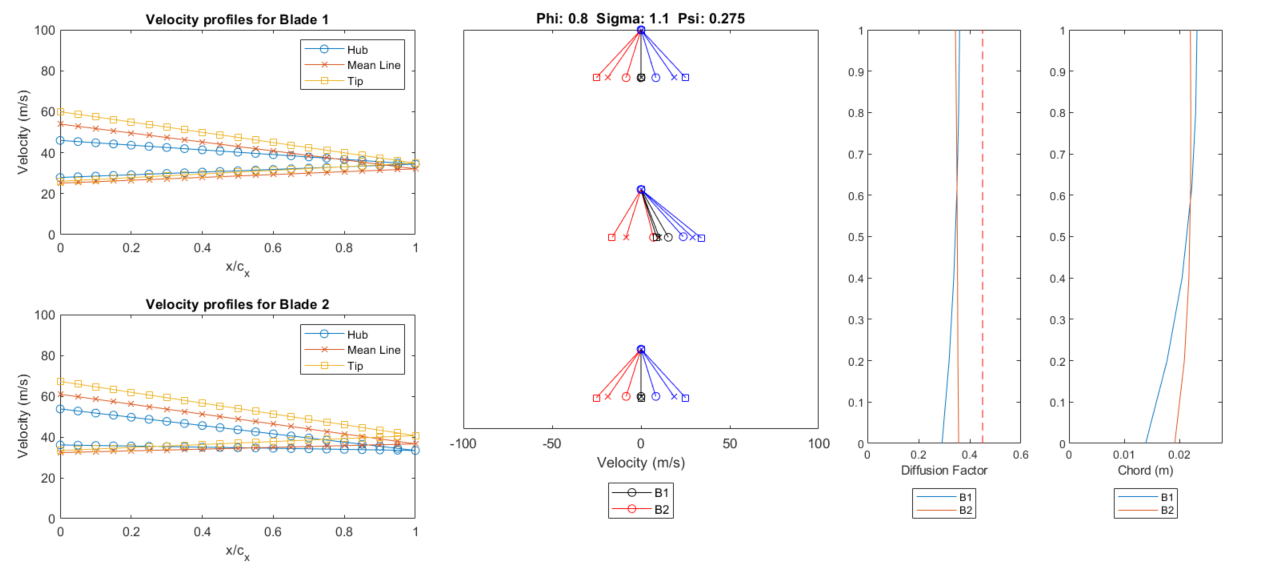 Velocity profiles for Blade 1
100
80
60
40
20
0
Velocity (m/s)
Hub
Mean Line
Tip
0 0.2 0.4 0.6 0.8 1
x/cx
Velocity profiles for Blade 2
100
80
60
40
20
0
Velocity (m/s)
Hub
Mean Line
Tip
0 0.2 0.4 0.6 0.8 1
x/cx
Phi: 0.8 Sigma: 1.1 Psi: 0.275
-100 -50 0 50 100
Velocity (m/s)
B1
B2
1
0.9
0.8
0.7
0.6
0.5
0.4
0.3
0.2
0.1
0
0 0.2 0.4 0.6
Diffusion Factor
B1
B2
1
0.9
0.8
0.7
0.6
0.5
0.4
0.3
0.2
0.1
0
0 0.01 0.02
Chord (m)
B1
B2